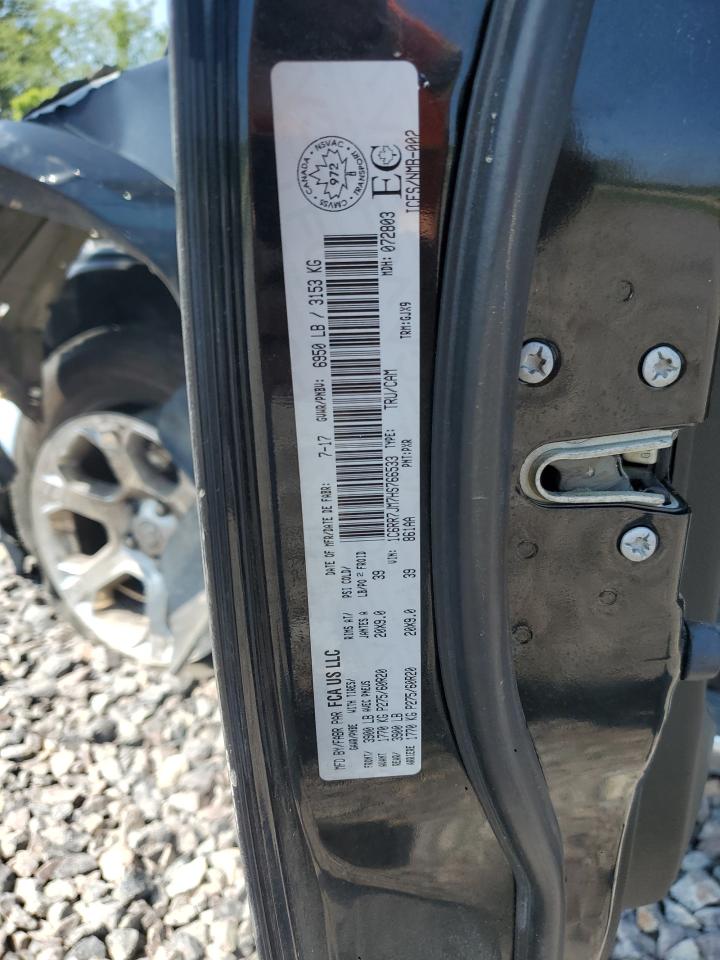 MFD BY/FABR PAR FCA US LLC
DATE OF MFR/DATE DE FABR: 7-17
GVWR/PNBV: 6950 LB / 3153 KG
GAWR/PNBE WITH TIRES/ RIMS AT/ PSI COLD/
AVEC PNEUS JANTES A LB/PO² FROID
FRONT/ 3900 LB
AVANT 1770 KG P275/60R20 20X9.0 39
REAR/ 3900 LB
ARRIERE 1770 KG P275/60R20 20X9.0 39
VIN: 1C6RR7JM7HS766533
TYPE: TRU/CAM
861AA
PNT: PXR
TRM: GJX9
MDH: 072803
CANADA • NSVAC • TRANSPORT • CMVSS
972
EC
ICFS/NMA-002